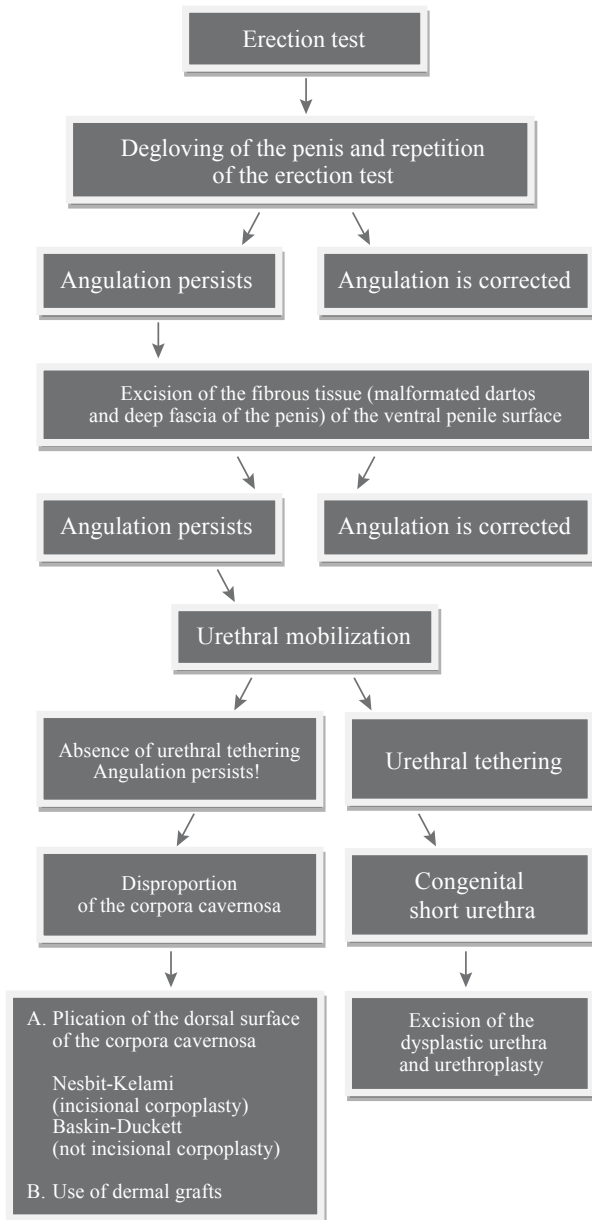 Erection test
Degloving of the penis and repetition
of the erection test
Angulation persists
Angulation is corrected
Excision of the fibrous tissue (malformated dartos
and deep fascia of the penis) of the ventral penile surface
Angulation persists
Angulation is corrected
Urethral mobilization
Absence of urethral tethering
Angulation persists!
Urethral tethering
Disproportion
of the corpora cavernosa
Congenital
short urethra
A. Plication of the dorsal surface
of the corpora cavernosa
Nesbit-Kelami
(incisional corpoplasty)
Baskin-Duckett
(not incisional corpoplasty)
B. Use of dermal grafts
Excision of the
dysplastic urethra
and urethroplasty